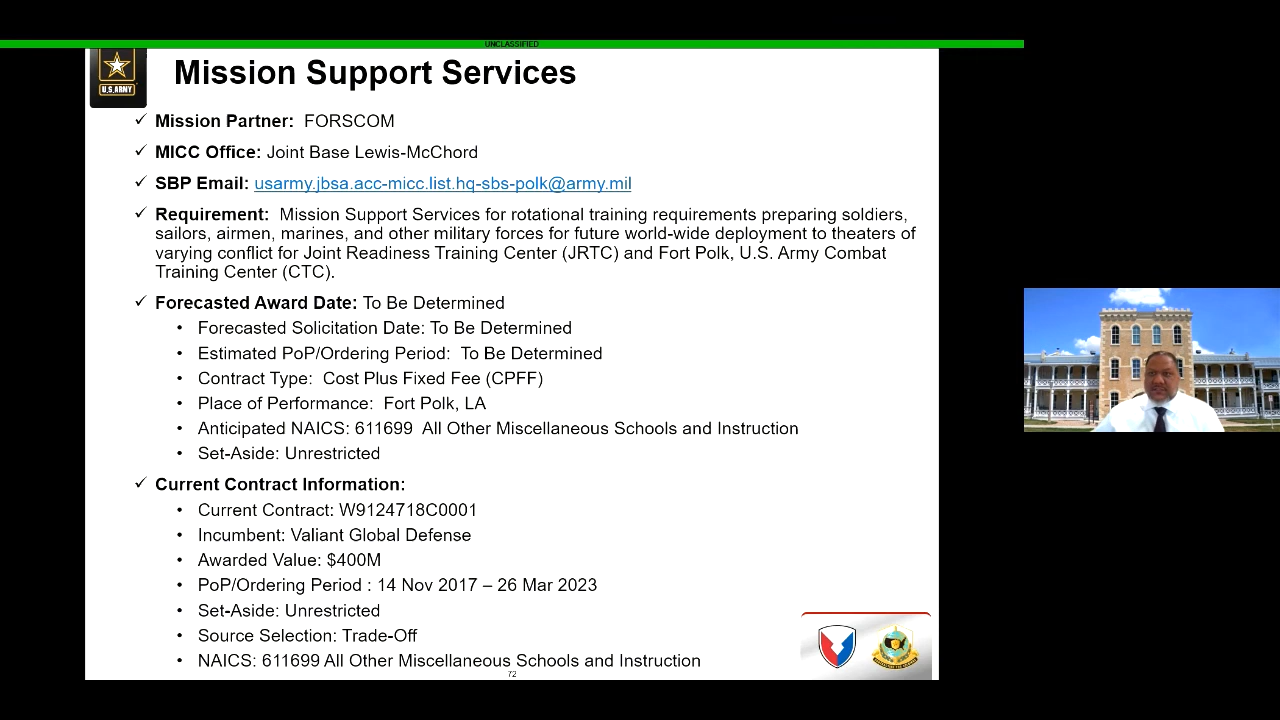 UNCLASSIFIED
U.S.ARMY
Mission Support Services
✓ Mission Partner: FORSCOM
✓ MICC Office: Joint Base Lewis-McChord
✓ SBP Email: usarmy.jbsa.acc-micc.list.hq-sbs-polk@army.mil
✓ Requirement: Mission Support Services for rotational training requirements preparing soldiers,
sailors, airmen, marines, and other military forces for future world-wide deployment to theaters of
varying conflict for Joint Readiness Training Center (JRTC) and Fort Polk, U.S. Army Combat
Training Center (CTC).
✓ Forecasted Award Date: To Be Determined
• Forecasted Solicitation Date: To Be Determined
• Estimated PoP/Ordering Period: To Be Determined
• Contract Type: Cost Plus Fixed Fee (CPFF)
• Place of Performance: Fort Polk, LA
• Anticipated NAICS: 611699 All Other Miscellaneous Schools and Instruction
• Set-Aside: Unrestricted
✓ Current Contract Information:
• Current Contract: W9124718C0001
• Incumbent: Valiant Global Defense
• Awarded Value: $400M
• PoP/Ordering Period : 14 Nov 2017 – 26 Mar 2023
• Set-Aside: Unrestricted
• Source Selection: Trade-Off
• NAICS: 611699 All Other Miscellaneous Schools and Instruction
72